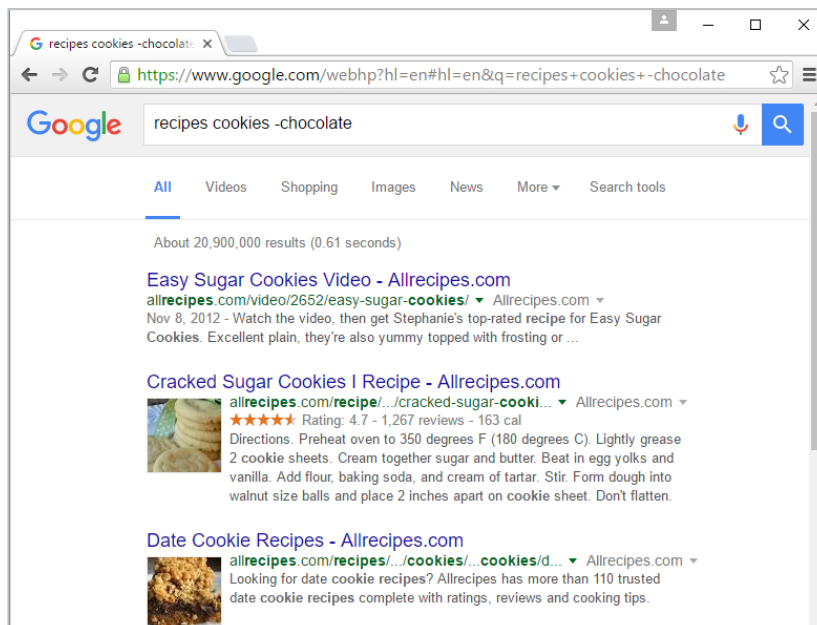 recipes cookies -chocolate
https://www.google.com/webhp?hl=en#hl=en&q=recipes+cookies+-chocolate
Google
recipes cookies -chocolate
All Videos Shopping Images News More Search tools
About 20,900,000 results (0.61 seconds)
Easy Sugar Cookies Video - Allrecipes.com
allrecipes.com/video/2652/easy-sugar-cookies/ Allrecipes.com
Nov 8, 2012 - Watch the video, then get Stephanie's top-rated recipe for Easy Sugar
Cookies. Excellent plain, they're also yummy topped with frosting or ...
Cracked Sugar Cookies I Recipe - Allrecipes.com
allrecipes.com/recipe/.../cracked-sugar-cooki... Allrecipes.com
Rating: 4.7 - 1,267 reviews - 163 cal
Directions. Preheat oven to 350 degrees F (180 degrees C). Lightly grease
2 cookie sheets. Cream together sugar and butter. Beat in egg yolks and
vanilla. Add flour, baking soda, and cream of tartar. Stir. Form dough into
walnut size balls and place 2 inches apart on cookie sheet. Don't flatten.
Date Cookie Recipes - Allrecipes.com
allrecipes.com/recipes/.../cookies/...cookies/d... Allrecipes.com
Looking for date cookie recipes? Allrecipes has more than 110 trusted
date cookie recipes complete with ratings, reviews and cooking tips.